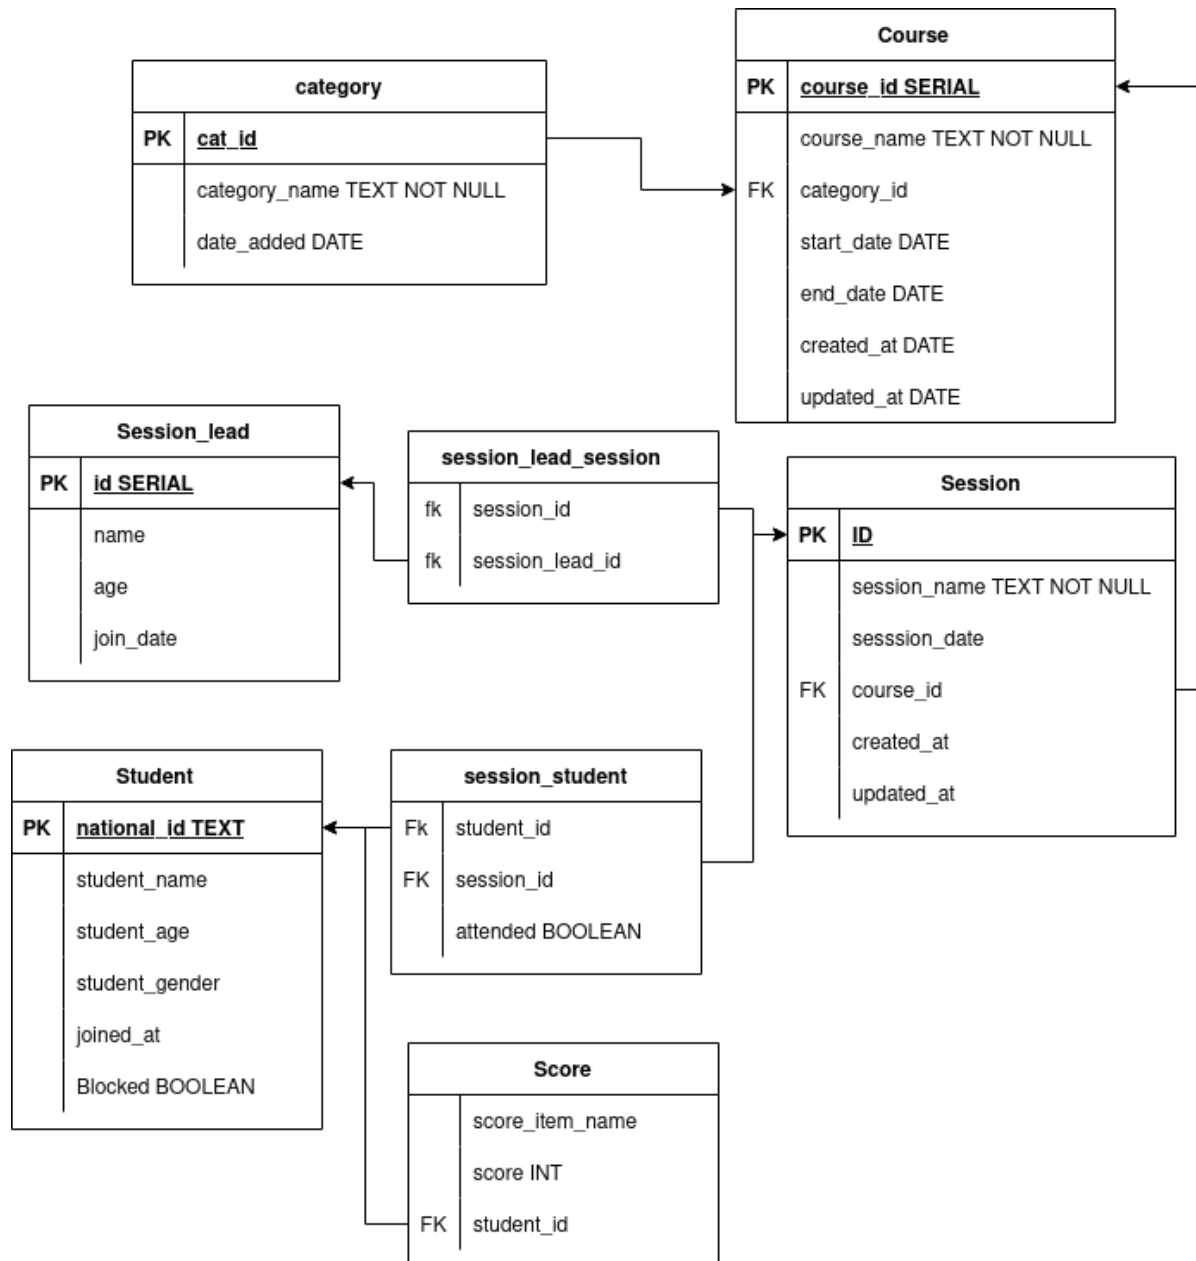 category
PK cat_id
category_name TEXT NOT NULL
date_added DATE
Course
PK course_id SERIAL
course_name TEXT NOT NULL
FK category_id
start_date DATE
end_date DATE
created_at DATE
updated_at DATE
Session_lead
PK id SERIAL
name
age
join_date
session_lead_session
fk session_id
fk session_lead_id
Session
PK ID
session_name TEXT NOT NULL
sesssion_date
FK course_id
created_at
updated_at
Student
PK national_id TEXT
student_name
student_age
student_gender
joined_at
Blocked BOOLEAN
session_student
Fk student_id
FK session_id
attended BOOLEAN
Score
score_item_name
score INT
FK student_id